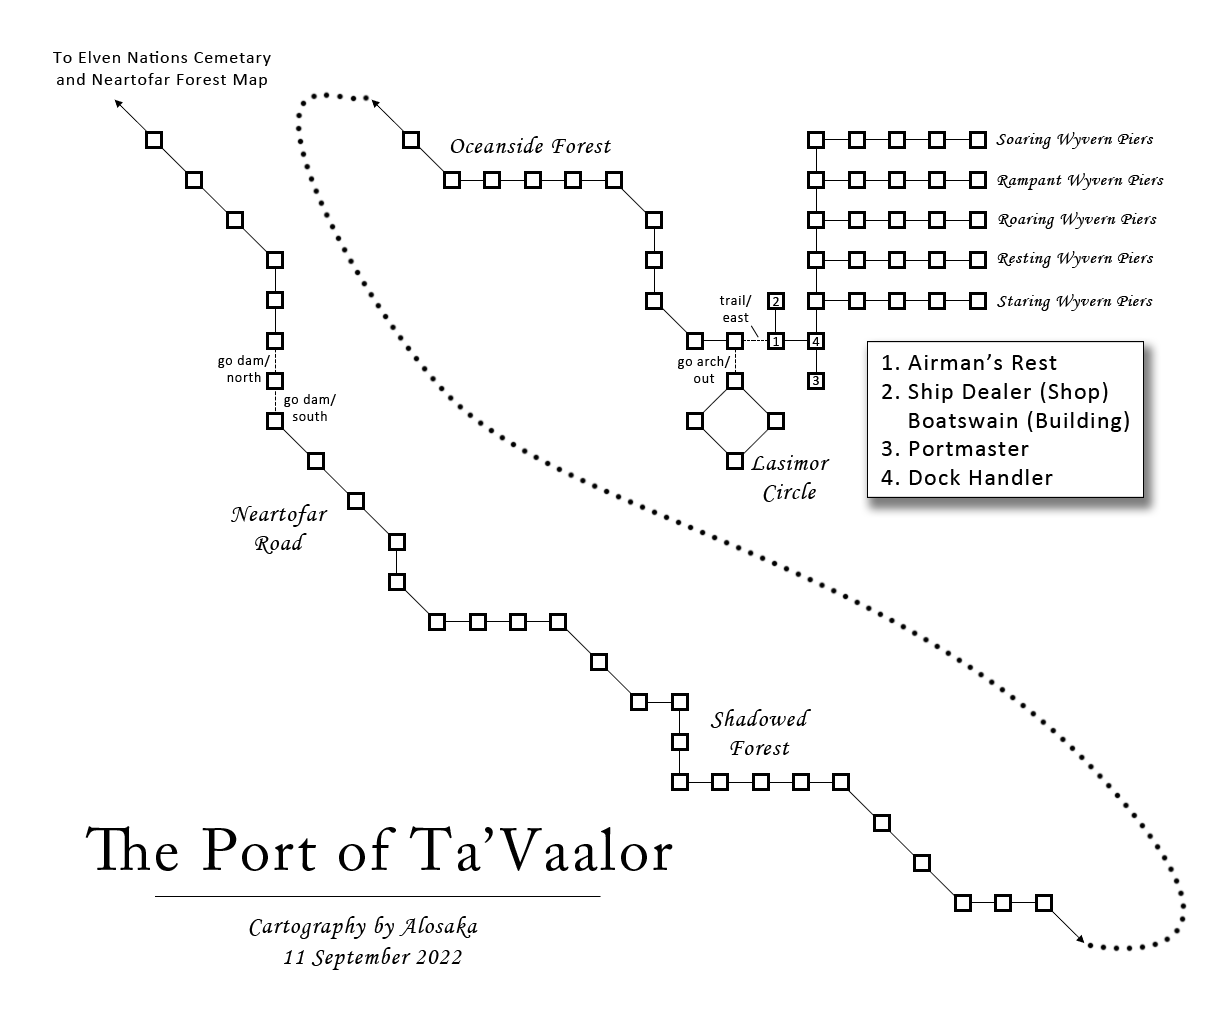 To Elven Nations Cemetary
and Neartofar Forest Map
Oceanside Forest
Soaring Wyvern Piers
Rampant Wyvern Piers
Roaring Wyvern Piers
Resting Wyvern Piers
Staring Wyvern Piers
trail/
east
2
1
4
3
go arch/
out
go dam/
north
go dam/
south
1. Airman's Rest
2. Ship Dealer (Shop)
Boatswain (Building)
3. Portmaster
4. Dock Handler
Lasimor
Circle
Neartofar
Road
Shadowed
Forest
The Port of Ta'Vaalor
Cartography by Alosaka
11 September 2022